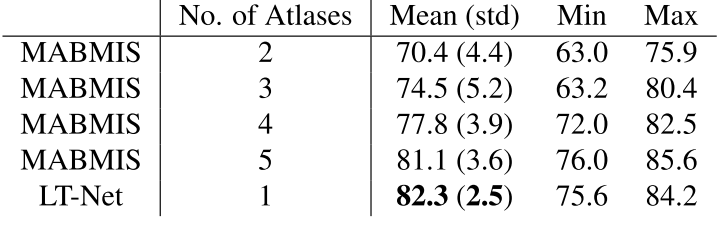 No. of Atlases Mean (std) Min Max
MABMIS 2 70.4 (4.4) 63.0 75.9
MABMIS 3 74.5 (5.2) 63.2 80.4
MABMIS 4 77.8 (3.9) 72.0 82.5
MABMIS 5 81.1 (3.6) 76.0 85.6
LT-Net 1 82.3 (2.5) 75.6 84.2